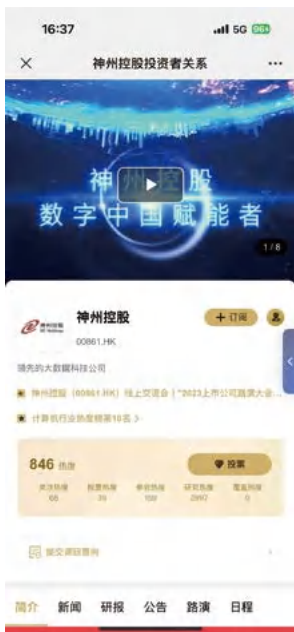 16:37
5G 96
神州控股投资者关系
神州控股
数字中国赋能者
1/8
神州控股
+订阅
00861.HK
领先的大数据科技公司
神州控股 (00861.HK) 线上交流会 | "2023上市公司路演大会...
计算机行业热度榜第10名 >
846 热度
投票
68
39
2897
0
提交调研意向
简介 新闻 研报 公告 路演 日程